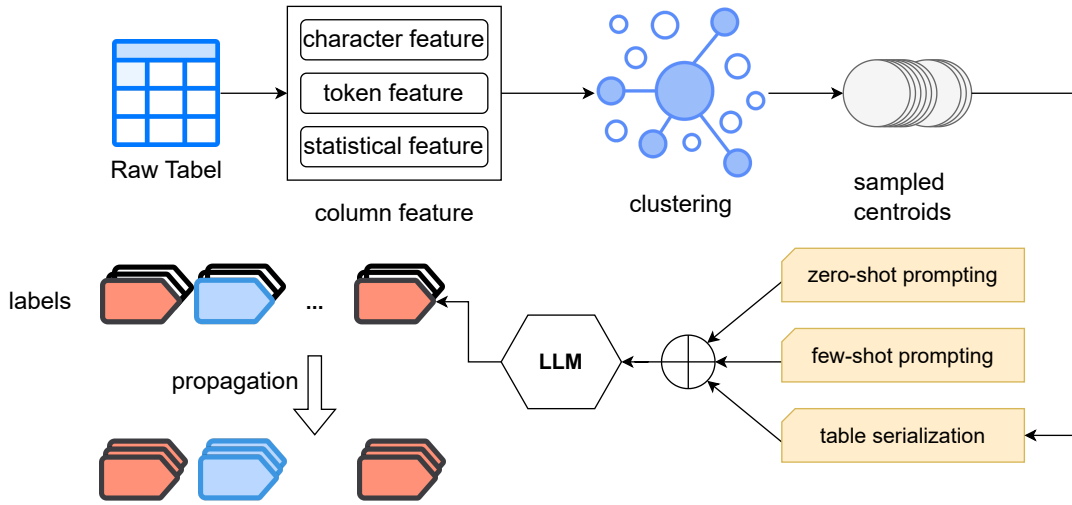 character feature
token feature
statistical feature
Raw Tabel
column feature
clustering
sampled
centroids
labels
...
zero-shot prompting
few-shot prompting
table serialization
LLM
propagation